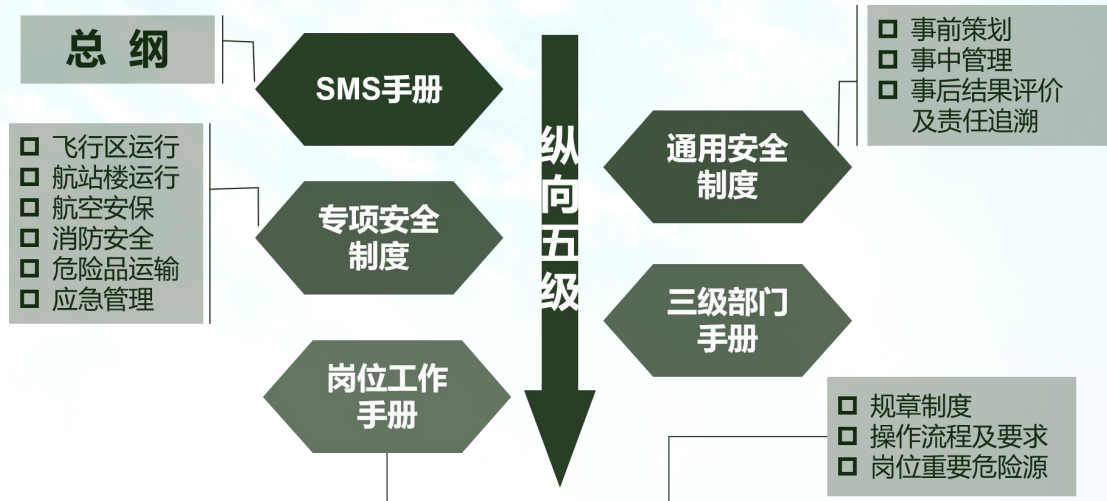 总 纲
SMS手册
事前策划
事中管理
事后结果评价
及责任追溯
通用安全
制度
纵
向
五
级
飞行区运行
航站楼运行
航空安保
消防安全
危险品运输
应急管理
专项安全
制度
三级部门
手册
岗位工作
手册
规章制度
操作流程及要求
岗位重要危险源